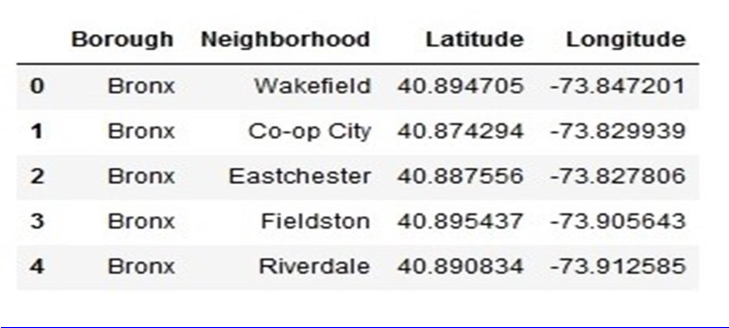 Borough Neighborhood Latitude Longitude
0 Bronx Wakefield 40.894705 -73.847201
1 Bronx Co-op City 40.874294 -73.829939
2 Bronx Eastchester 40.887556 -73.827806
3 Bronx Fieldston 40.895437 -73.905643
4 Bronx Riverdale 40.890834 -73.912585